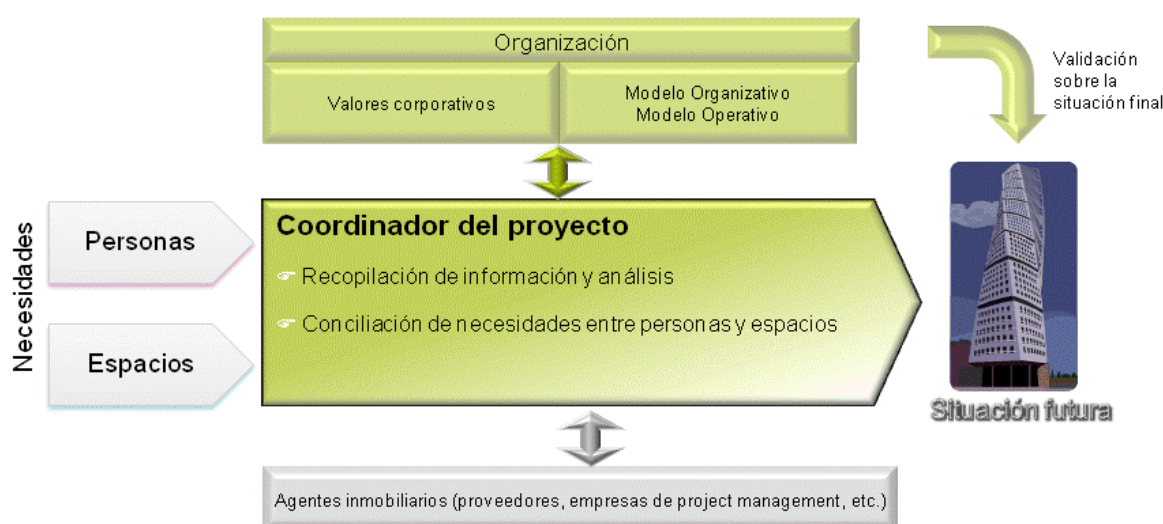 Organización
Valores corporativos
Modelo Organizativo
Modelo Operativo
Validación
sobre la
situación final
Necesidades
Personas
Espacios
Coordinador del proyecto
Recopilación de información y análisis
Conciliación de necesidades entre personas y espacios
Situación futura
Agentes inmobiliarios (proveedores, empresas de project management, etc.)